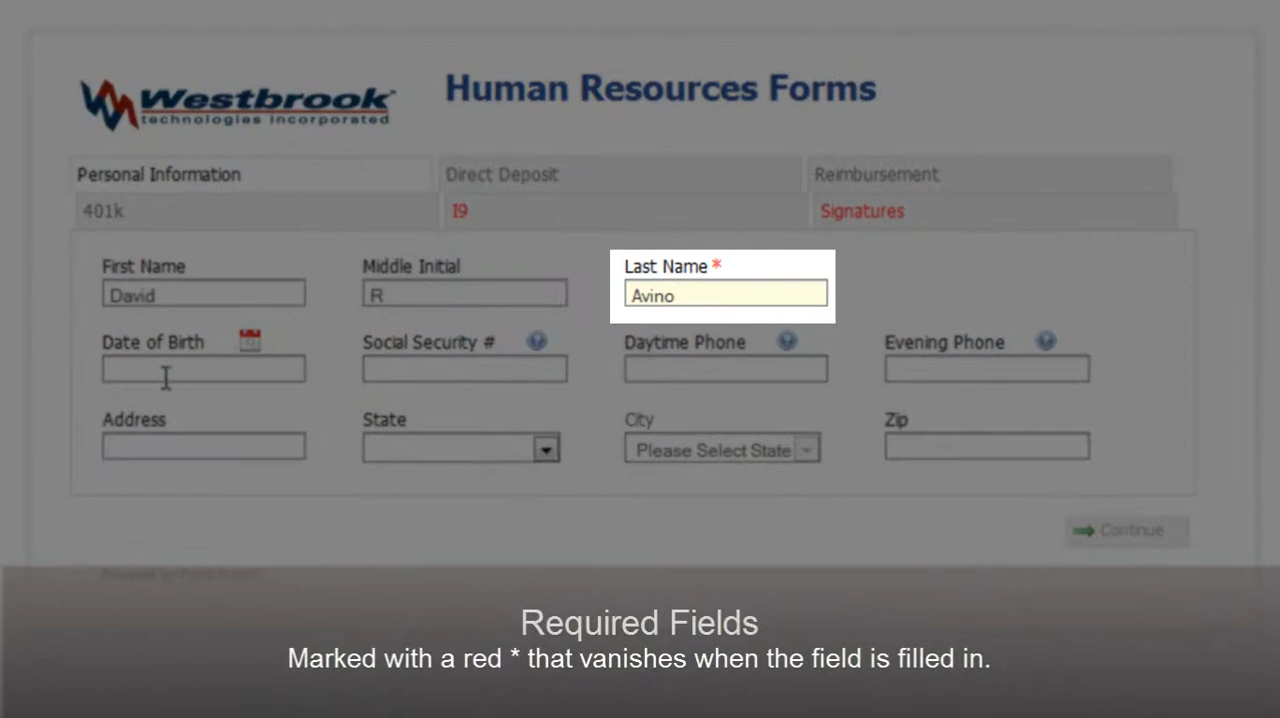 Westbrook
technologies incorporated
Human Resources Forms
Personal Information
Direct Deposit
Reimbursement
401k
I9
Signatures
First Name
Middle Initial
Last Name *
David
R
Avino
Date of Birth
Social Security #
Daytime Phone
Evening Phone
Address
State
City
Zip
Please Select State
Continue
Required Fields
Marked with a red * that vanishes when the field is filled in.